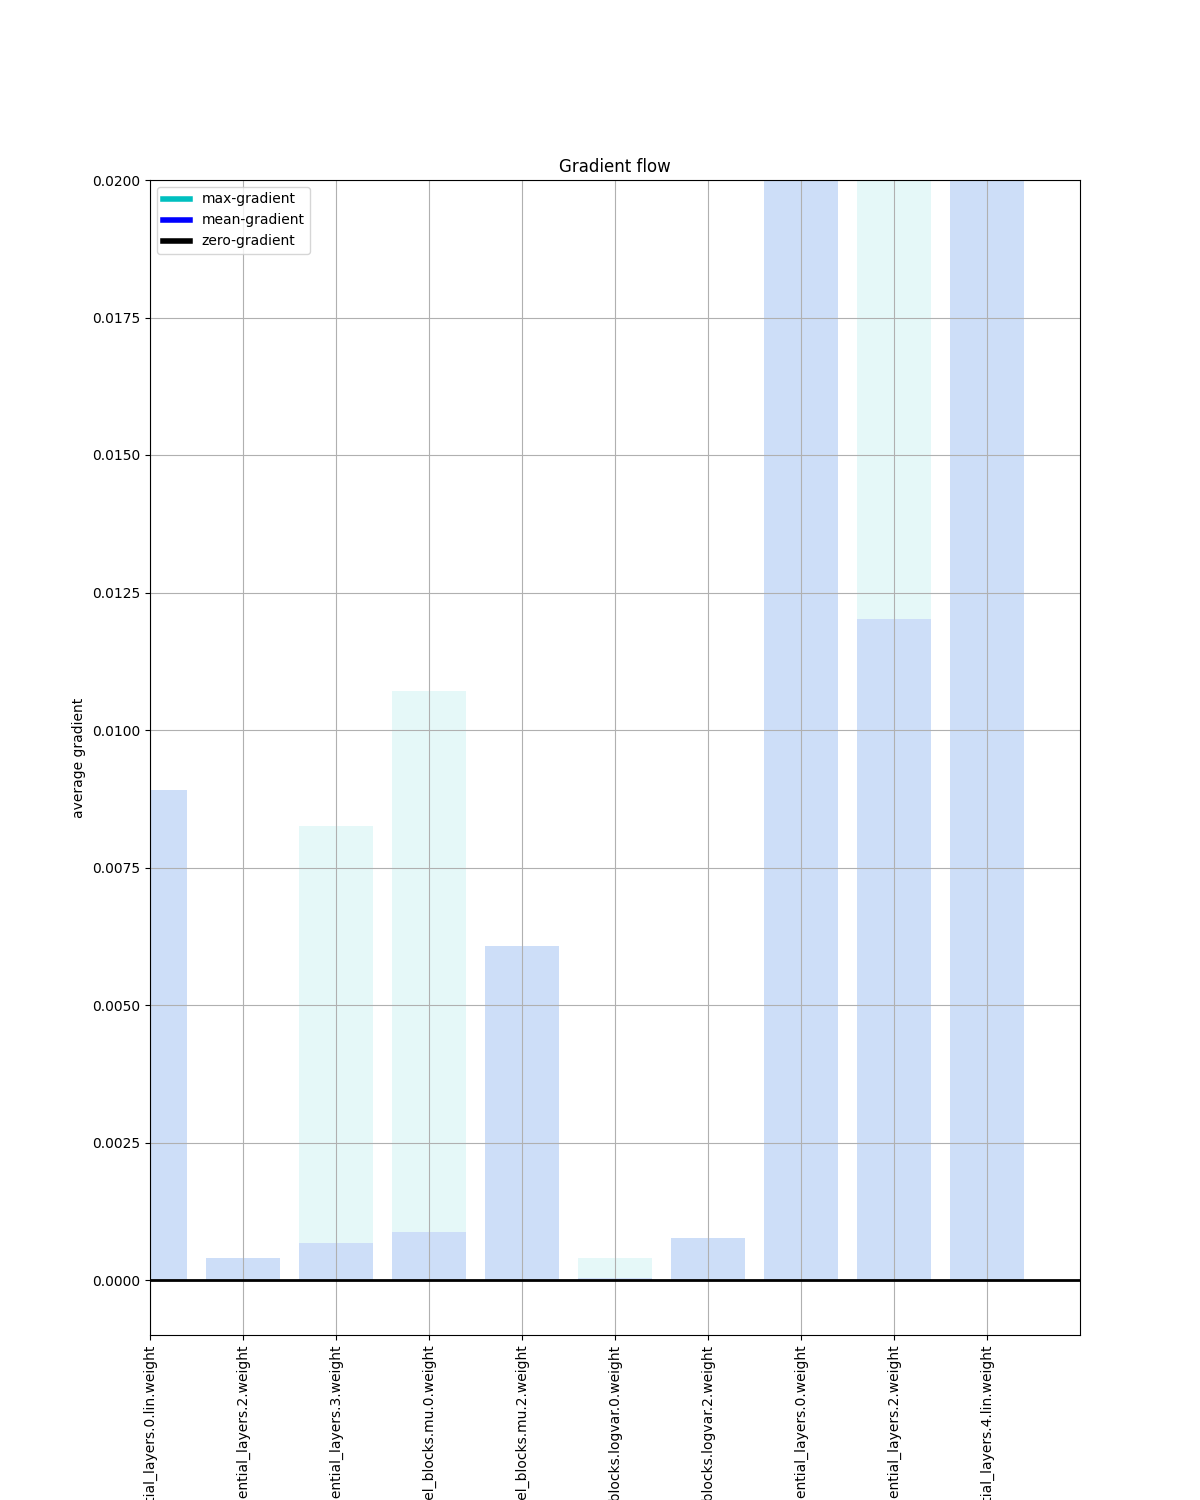 Gradient flow
max-gradient
mean-gradient
zero-gradient
0.0200
0.0175
0.0150
0.0125
0.0100
0.0075
0.0050
0.0025
0.0000
average gradient
tial_layers.0.lin.weight
ential_layers.2.weight
ential_layers.3.weight
el_blocks.mu.0.weight
el_blocks.mu.2.weight
blocks.logvar.0.weight
blocks.logvar.2.weight
ential_layers.0.weight
ential_layers.2.weight
tial_layers.4.lin.weight